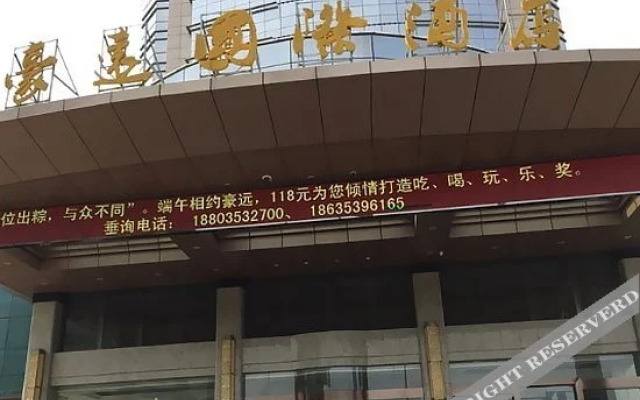 豪远国际酒店
位出粽，与众不同”。端午相约豪远，118元为您倾情打造吃、喝、玩、乐、奖。
垂询电话： 18803532700、 18635396165
RIGHT RESERVERD